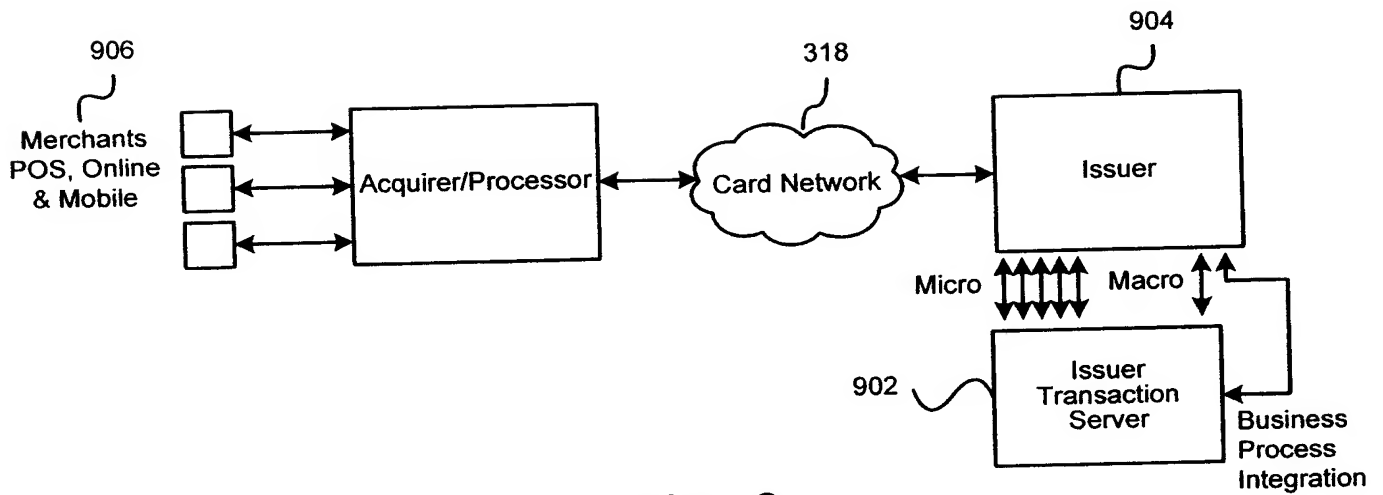 906
Merchants
POS, Online
& Mobile
Acquirer/Processor
318
Card Network
904
Issuer
Micro
Macro
902
Issuer
Transaction
Server
Business
Process
Integration